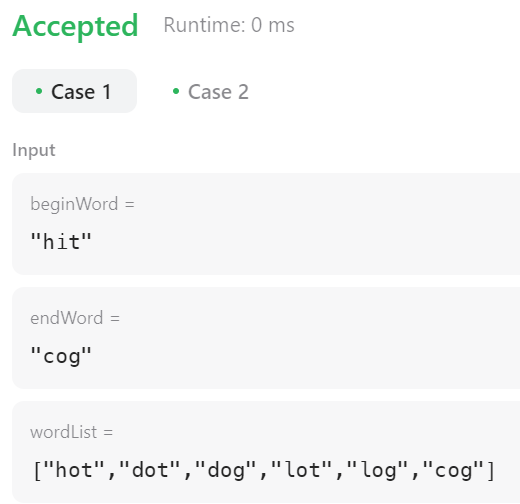 Accepted Runtime: 0 ms
• Case 1 • Case 2
Input
beginWord =
"hit"
endWord =
"cog"
wordList =
["hot","dot","dog","lot","log","cog"]